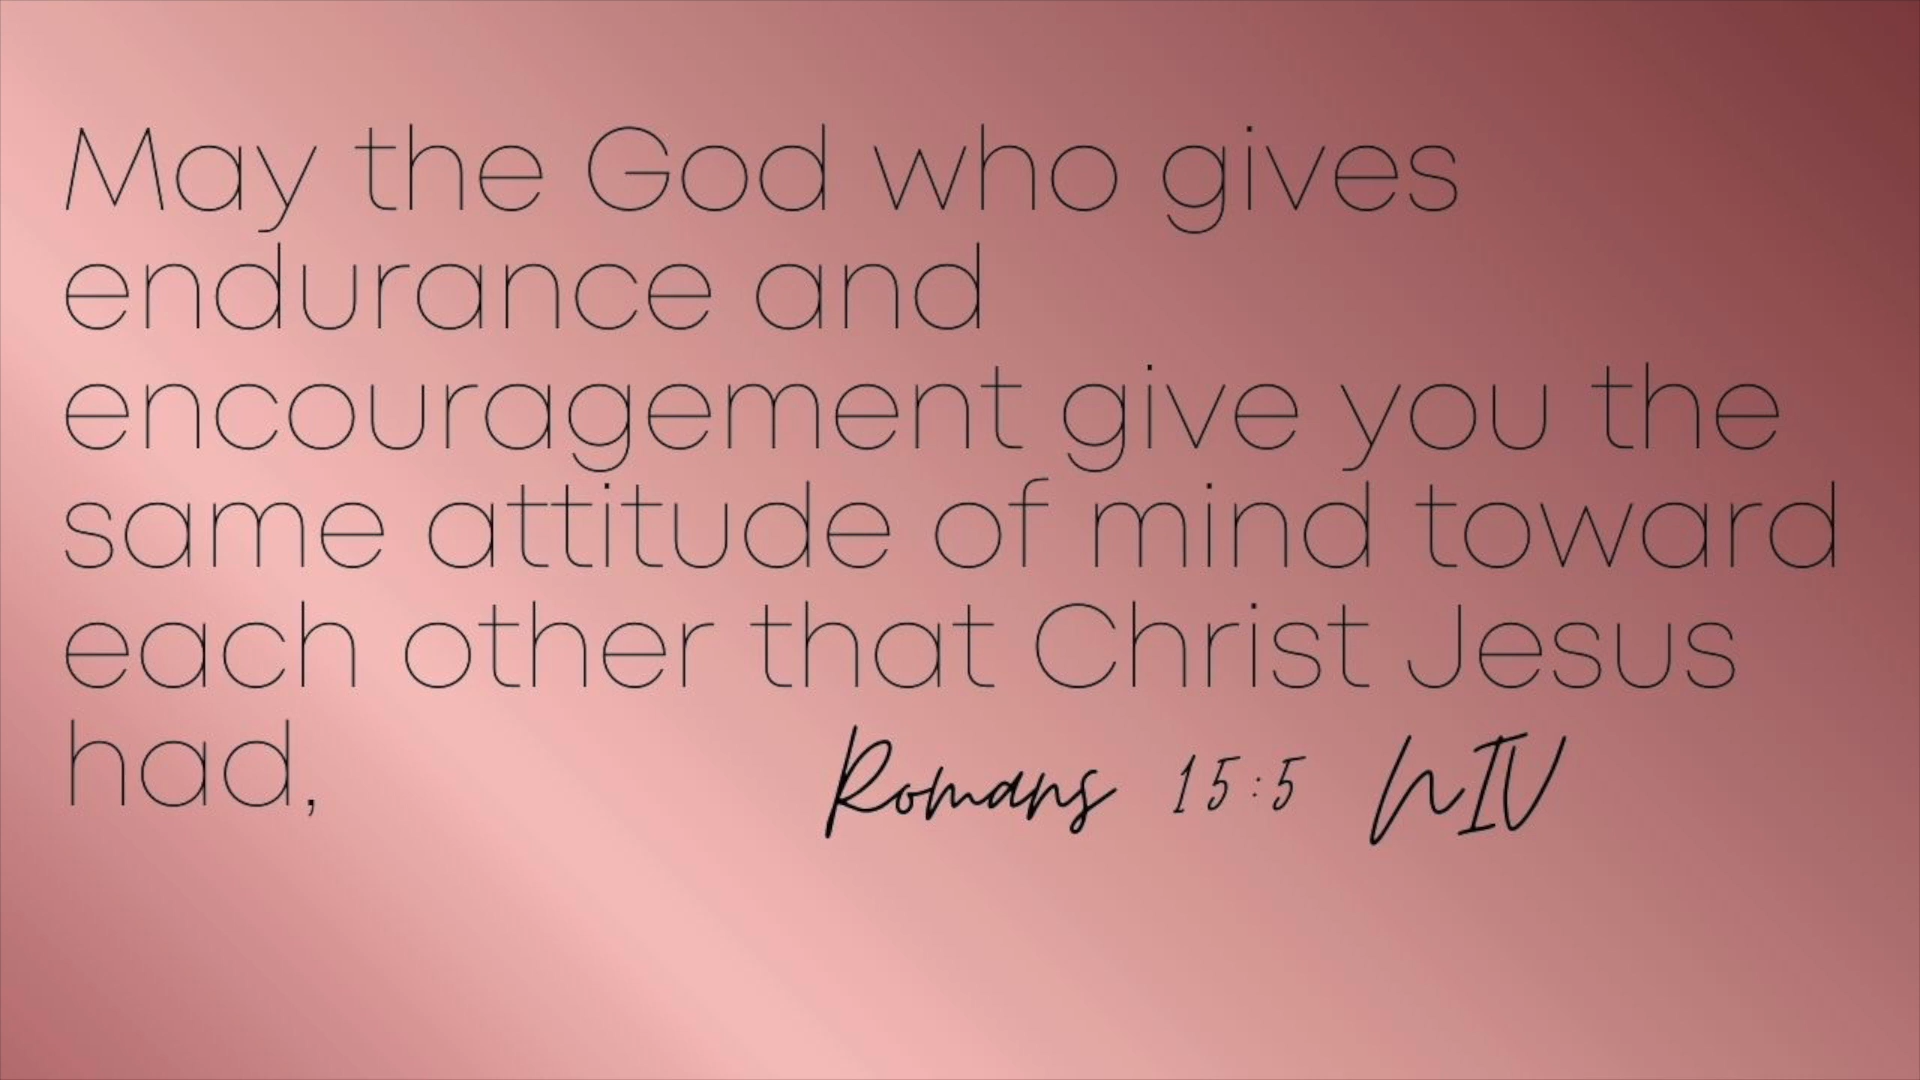 May the God who gives
endurance and
encouragement give you the
same attitude of mind toward
each other that Christ Jesus
had,
Romans 15:5 NIV